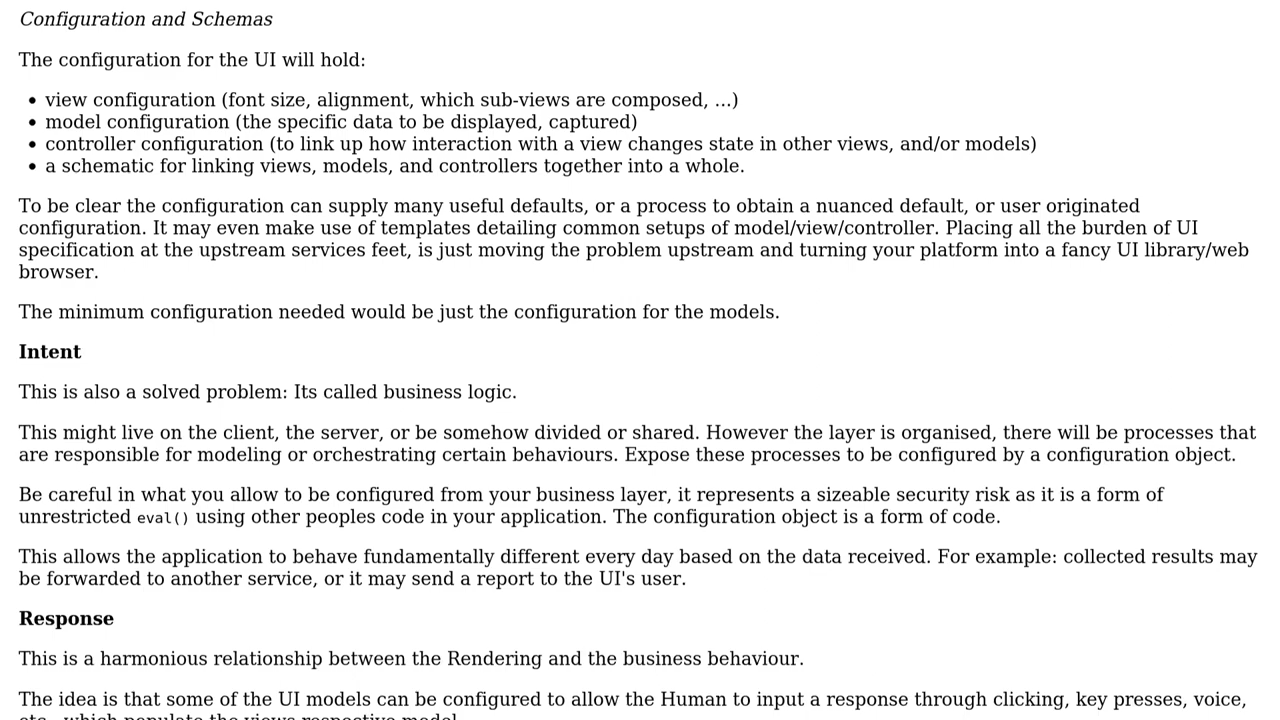 Configuration and Schemas
The configuration for the UI will hold:
• view configuration (font size, alignment, which sub-views are composed, ...)
• model configuration (the specific data to be displayed, captured)
• controller configuration (to link up how interaction with a view changes state in other views, and/or models)
• a schematic for linking views, models, and controllers together into a whole.
To be clear the configuration can supply many useful defaults, or a process to obtain a nuanced default, or user originated
configuration. It may even make use of templates detailing common setups of model/view/controller. Placing all the burden of UI
specification at the upstream services feet, is just moving the problem upstream and turning your platform into a fancy UI library/web
browser.
The minimum configuration needed would be just the configuration for the models.
Intent
This is also a solved problem: Its called business logic.
This might live on the client, the server, or be somehow divided or shared. However the layer is organised, there will be processes that
are responsible for modeling or orchestrating certain behaviours. Expose these processes to be configured by a configuration object.
Be careful in what you allow to be configured from your business layer, it represents a sizeable security risk as it is a form of
unrestricted eval() using other peoples code in your application. The configuration object is a form of code.
This allows the application to behave fundamentally different every day based on the data received. For example: collected results may
be forwarded to another service, or it may send a report to the UI's user.
Response
This is a harmonious relationship between the Rendering and the business behaviour.
The idea is that some of the UI models can be configured to allow the Human to input a response through clicking, key presses, voice,
which populate the views respective model